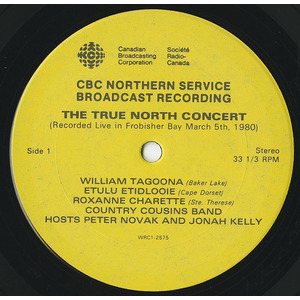 Canadian Société
Broadcasting Radio-
Corporation Canada
CBC NORTHERN SERVICE
BROADCAST RECORDING
THE TRUE NORTH CONCERT
(Recorded Live in Frobisher Bay March 5th, 1980)
Side 1 Stereo
33 1/3 RPM
WILLIAM TAGOONA (Baker Lake)
ETULU ETIDLOOIE (Cape Dorset)
ROXANNE CHARETTE (Ste. Therese)
COUNTRY COUSINS BAND
HOSTS PETER NOVAK AND JONAH KELLY
WRC1-2575